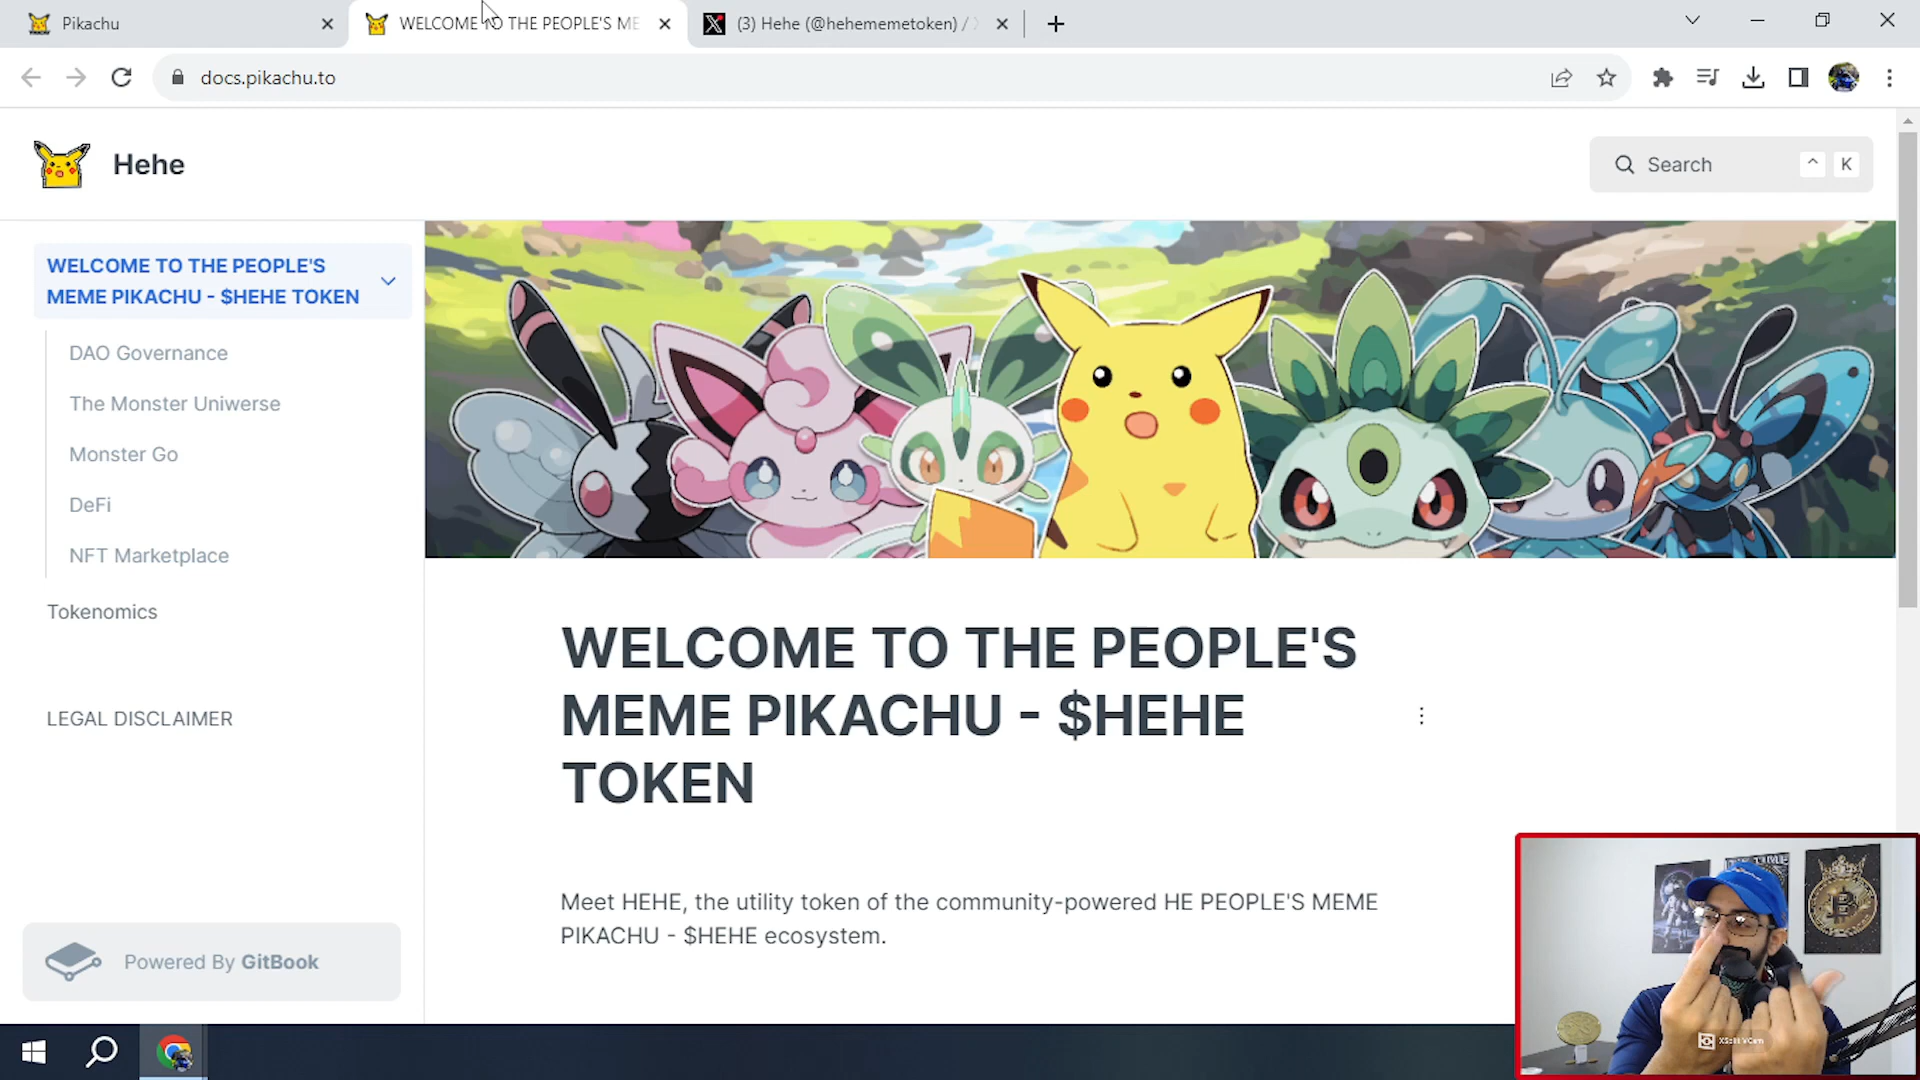 Pikachu
WELCOME TO THE PEOPLE'S ME
(3) Hehe (@hehememetoken) /
docs.pikachu.to
Hehe
Search
^ K
WELCOME TO THE PEOPLE'S
MEME PIKACHU - $HEHE TOKEN
DAO Governance
The Monster Uniwerse
Monster Go
DeFi
NFT Marketplace
Tokenomics
LEGAL DISCLAIMER
WELCOME TO THE PEOPLE'S
MEME PIKACHU - $HEHE
TOKEN
Meet HEHE, the utility token of the community-powered HE PEOPLE'S MEME
PIKACHU - $HEHE ecosystem.
Powered By GitBook
XSplit VCam